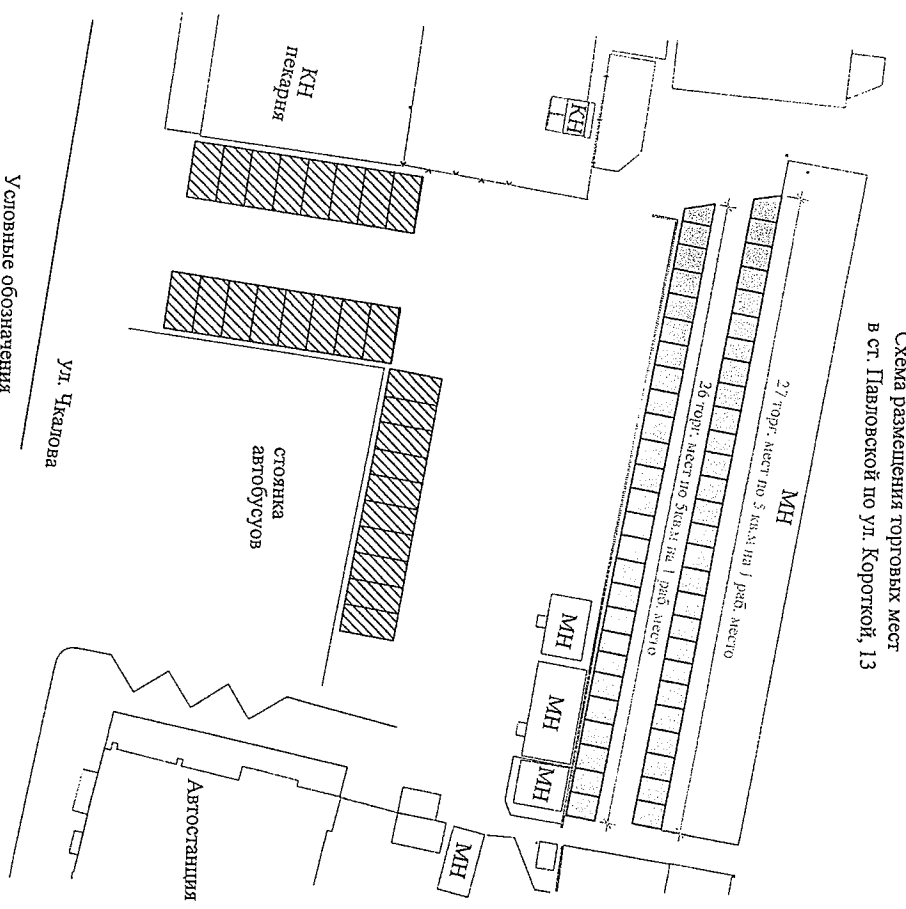 Схема размещения торговых мест
в ст. Павловской по ул. Короткой, 13
МН
27 торг. мест по 5 кв.м на 1 раб. место
26 торг. мест по 5кв.м на 1 раб. место
КН
КН
пекарня
МН
МН
МН
МН
стоянка
автобусуов
Автостанция
ул. Чкалова
Условные обозначения